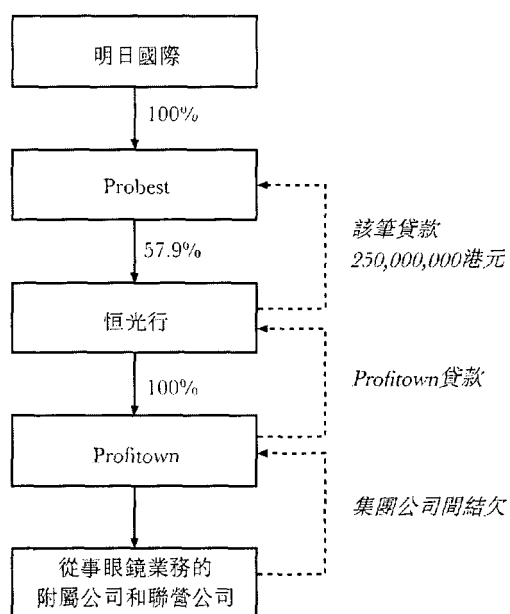 明日國際
100%
Probest
57.9%
該筆貸款
250,000,000港元
恒光行
100%
Profitown貸款
Profitown
集團公司間結欠
從事眼鏡業務的
附屬公司和聯營公司